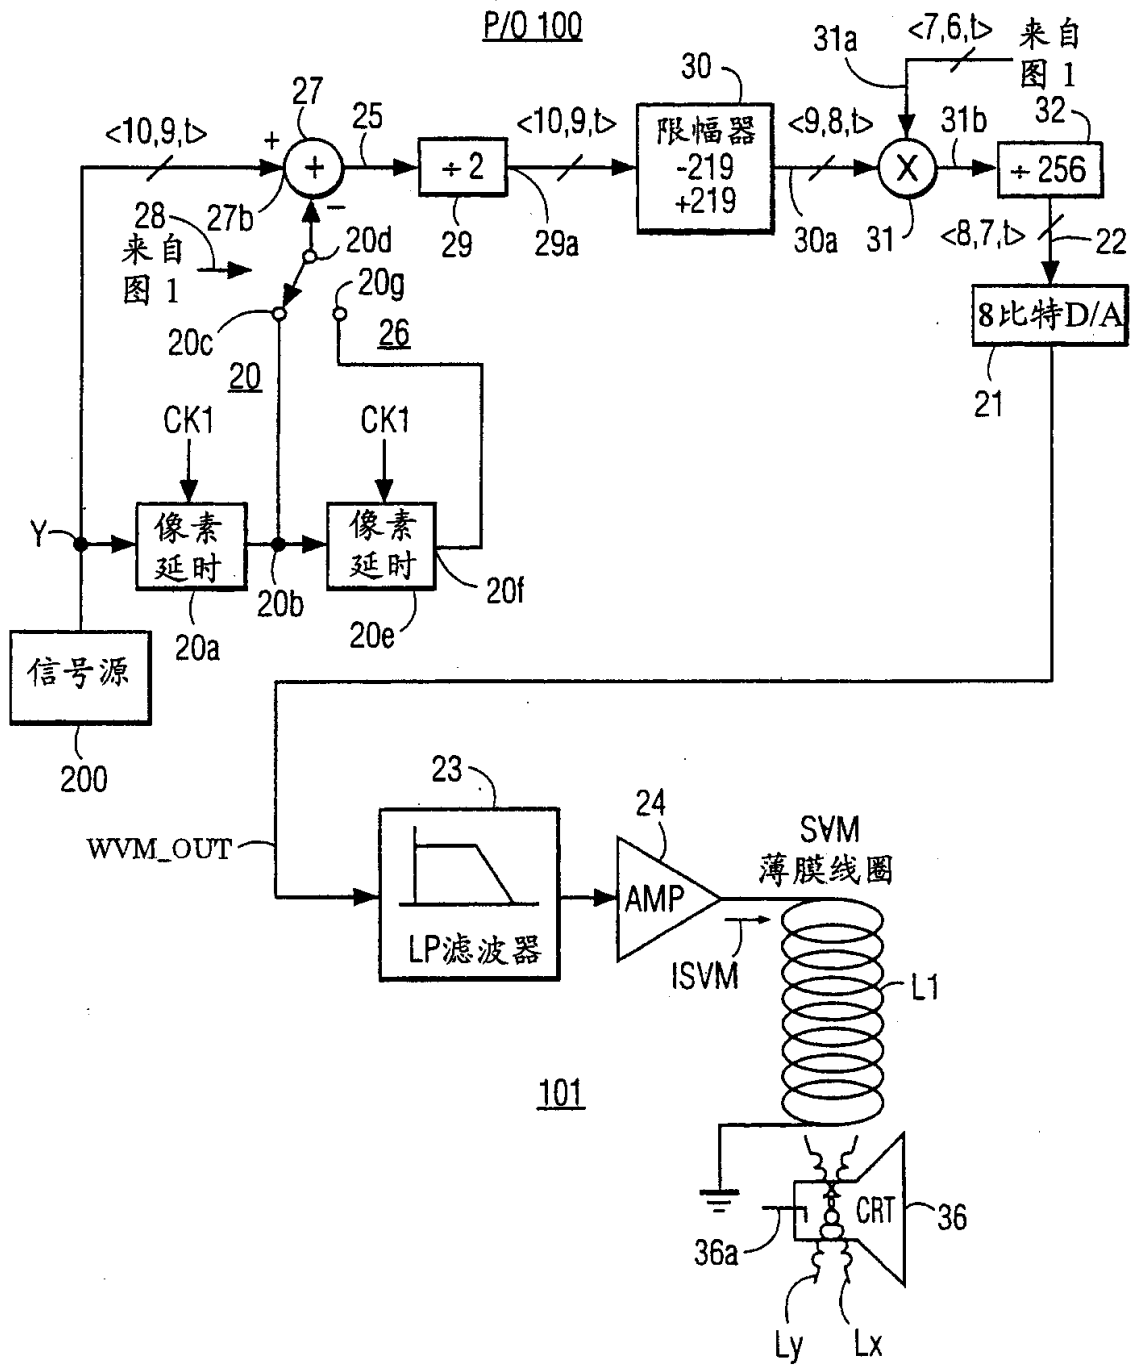 P/O 100
27
<10,9,t>
+
+
−
25
÷2
29
<10,9,t>
29a
30
限幅器
-219
+219
<9,8,t>
30a
31a
<7,6,t>
来自
图 1
X
31
31b
32
÷256
<8,7,t>
22
8比特D/A
21
27b
28
来自
图 1
20d
20g
20c
20
26
CK1
CK1
Y
像素
延时
20b
像素
延时
20f
20a
20e
信号源
200
23
WVM_OUT
LP滤波器
24
AMP
SVM
薄膜线圈
ISVM
L1
101
CRT
36
36a
Ly
Lx